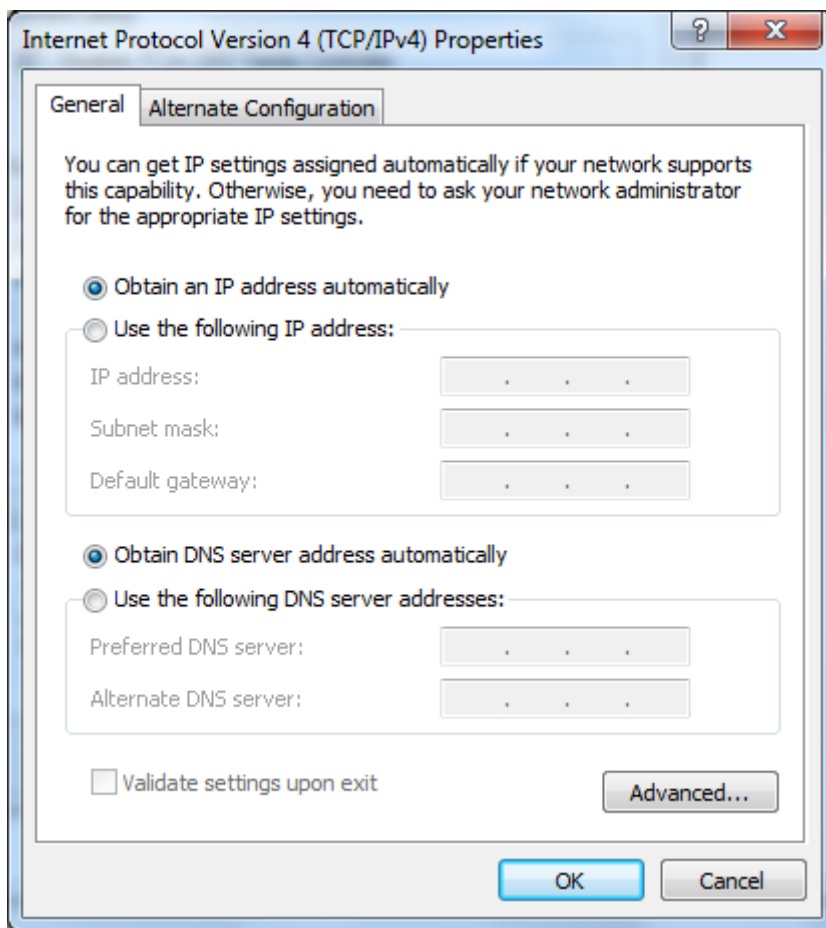 Internet Protocol Version 4 (TCP/IPv4) Properties
General
Alternate Configuration
You can get IP settings assigned automatically if your network supports
this capability. Otherwise, you need to ask your network administrator
for the appropriate IP settings.
Obtain an IP address automatically
Use the following IP address:
IP address:
Subnet mask:
Default gateway:
Obtain DNS server address automatically
Use the following DNS server addresses:
Preferred DNS server:
Alternate DNS server:
Validate settings upon exit
Advanced...
OK
Cancel